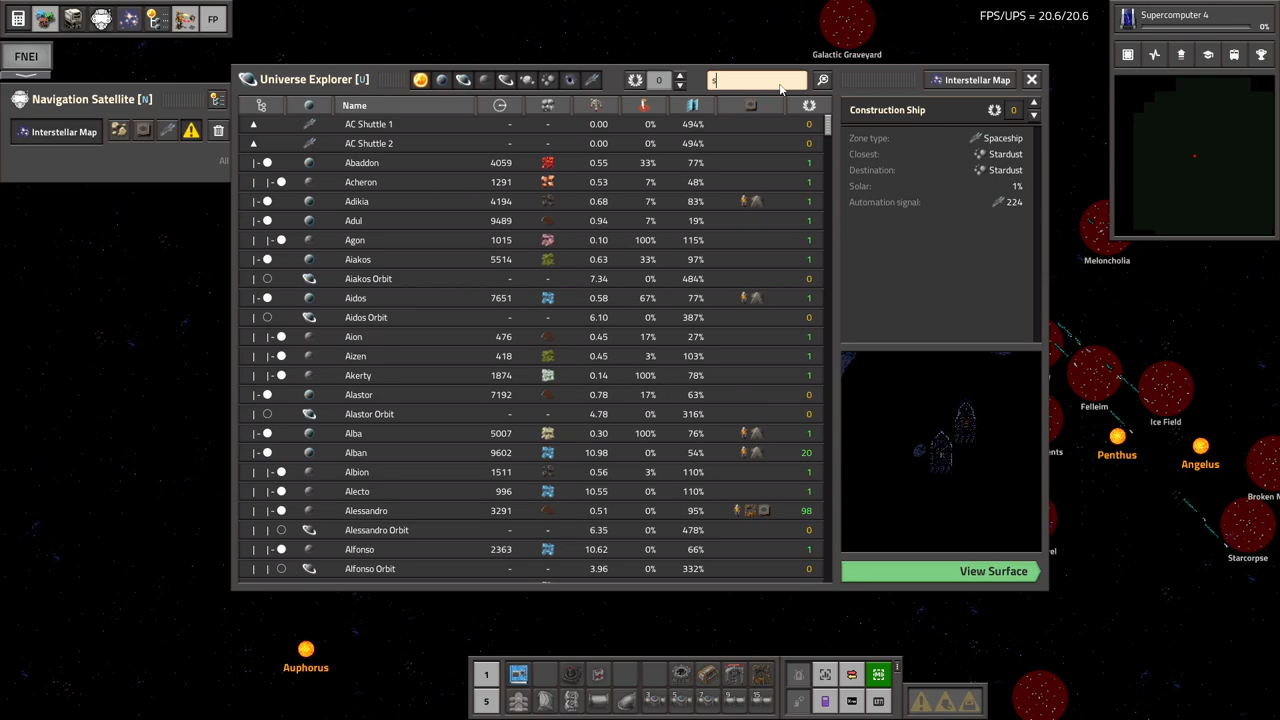 FP
FPS/UPS = 20.6/20.6
Supercomputer 4
0%
Galactic Graveyard
FNEI
Navigation Satellite [N]
Interstellar Map
All
Universe Explorer [U]
0
s
Interstellar Map
Name
AC Shuttle 1 - - 0.00 0% 494% 0
AC Shuttle 2 - - 0.00 0% 494% 0
Abaddon 4059 0.55 33% 77% 1
Acheron 1291 0.53 7% 48% 1
Adikia 4194 0.68 7% 83% 1
Adul 9489 0.94 7% 19% 1
Agon 1015 0.10 100% 115% 1
Aiakos 5514 0.63 33% 97% 1
Aiakos Orbit - - 7.34 0% 484% 0
Aidos 7651 0.58 67% 77% 1
Aidos Orbit - - 6.10 0% 387% 0
Aion 476 0.45 17% 27% 1
Aizen 418 0.45 3% 103% 1
Akerty 1874 0.14 100% 78% 1
Alastor 7192 0.78 17% 63% 0
Alastor Orbit - - 4.78 0% 316% 0
Alba 5007 0.30 100% 76% 1
Alban 9602 10.98 0% 54% 20
Albion 1511 0.56 3% 110% 1
Alecto 996 10.55 0% 110% 1
Alessandro 3291 0.51 0% 95% 98
Alessandro Orbit - - 6.35 0% 478% 0
Alfonso 2363 10.62 0% 66% 1
Alfonso Orbit - - 3.96 0% 332% 0
Construction Ship 0
Zone type: Spaceship
Closest: Stardust
Destination: Stardust
Solar: 1%
Automation signal: 224
View Surface
Meloncholia
Felleim
Ice Field
Penthus
Angelus
Starcorpse
Auphorus
1
5
3 5 7 9 15